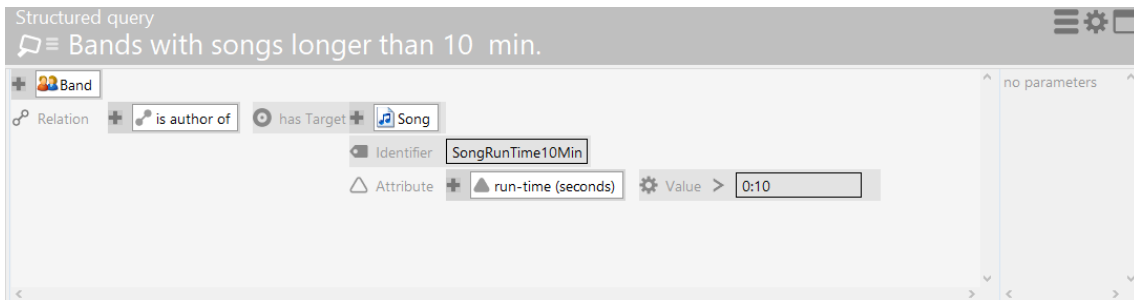 Structured query
Bands with songs longer than 10 min.
Band
no parameters
Relation is author of has Target Song
Identifier SongRunTime10Min
Attribute run-time (seconds) Value > 0:10